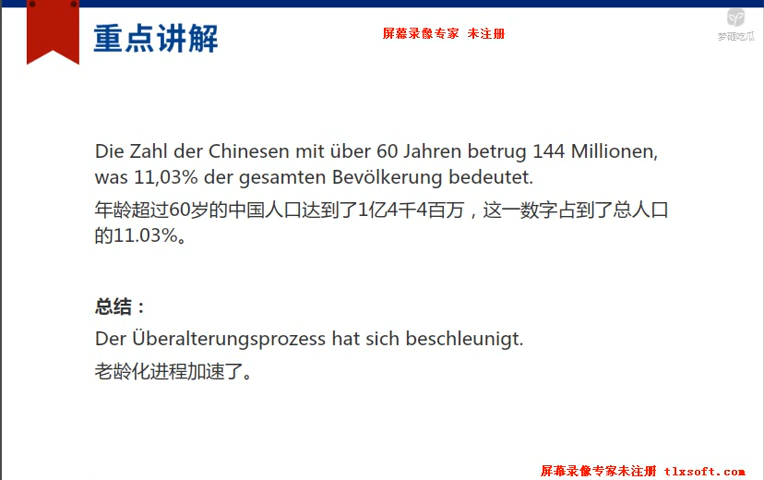 重点讲解
屏幕录像专家 未注册
梦砸吃瓜
Die Zahl der Chinesen mit über 60 Jahren betrug 144 Millionen,
was 11,03% der gesamten Bevölkerung bedeutet.
年龄超过60岁的中国人口达到了1亿4千4百万，这一数字占到了总人口
的11.03%。
总结：
Der Überalterungsprozess hat sich beschleunigt.
老龄化进程加速了。
屏幕录像专家未注册 tlxsoft.com